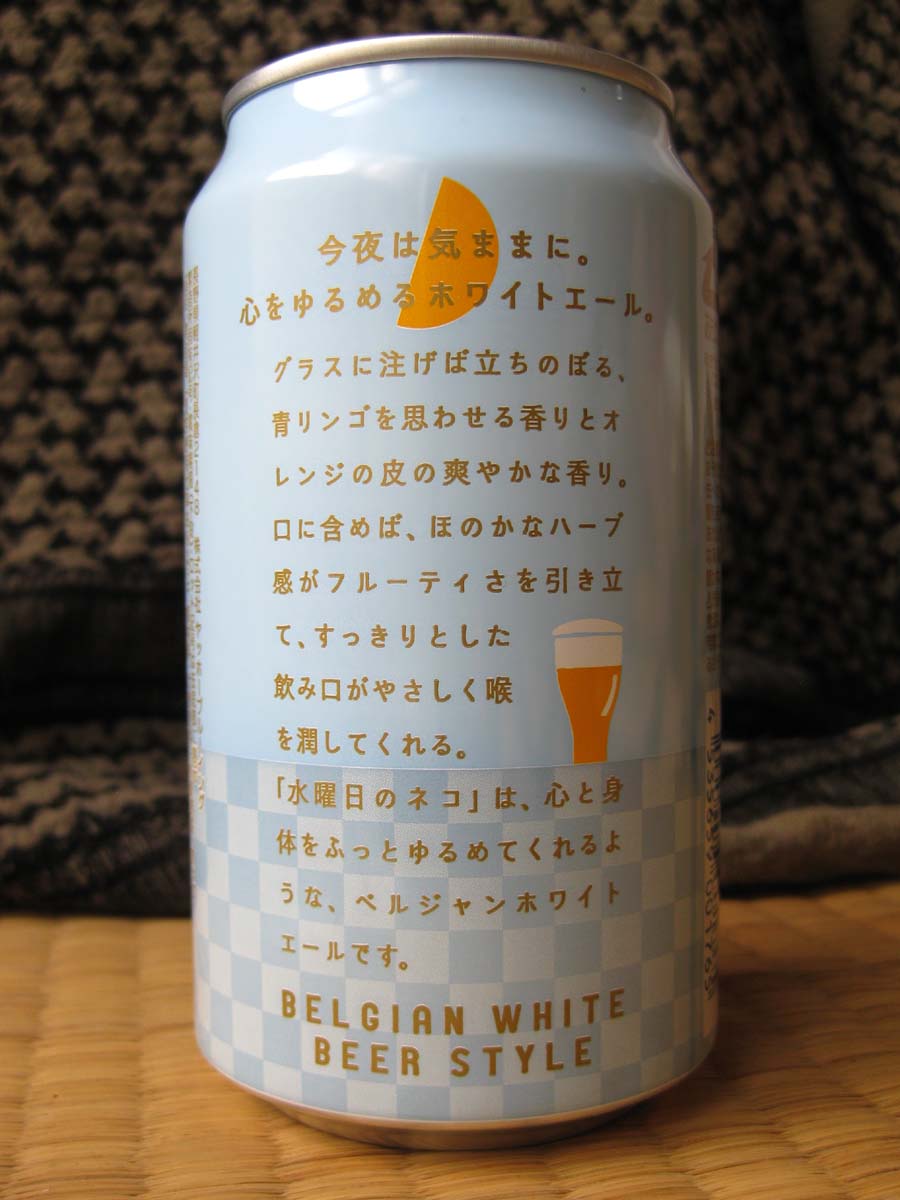 今夜は気ままに。
心をゆるめるホワイトエール。
グラスに注げば立ちのぼる、
青リンゴを思わせる香りとオ
レンジの皮の爽やかな香り。
口に含めば、ほのかなハーブ
感がフルーティさを引き立
て、すっきりとした
飲み口がやさしく喉
を潤してくれる。
「水曜日のネコ」は、心と身
体をふっとゆるめてくれるよ
うな、ベルジャンホワイト
エールです。
BELGIAN WHITE
BEER STYLE